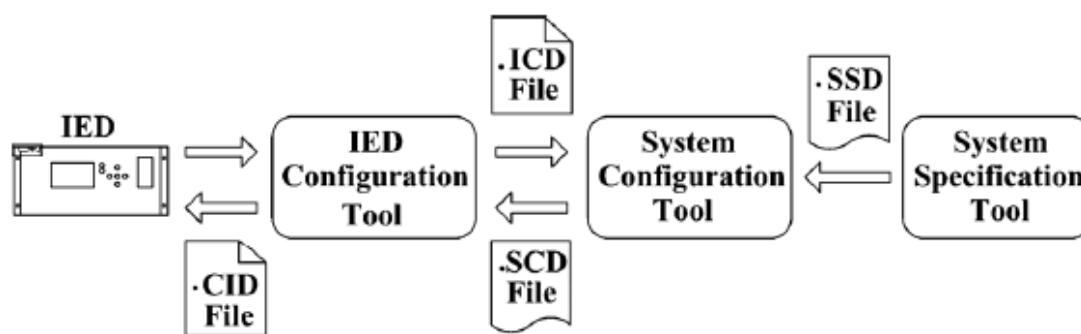 IED
IED
Configuration
Tool
.ICD
File
System
Configuration
Tool
.SSD
File
System
Specification
Tool
.CID
File
.SCD
File